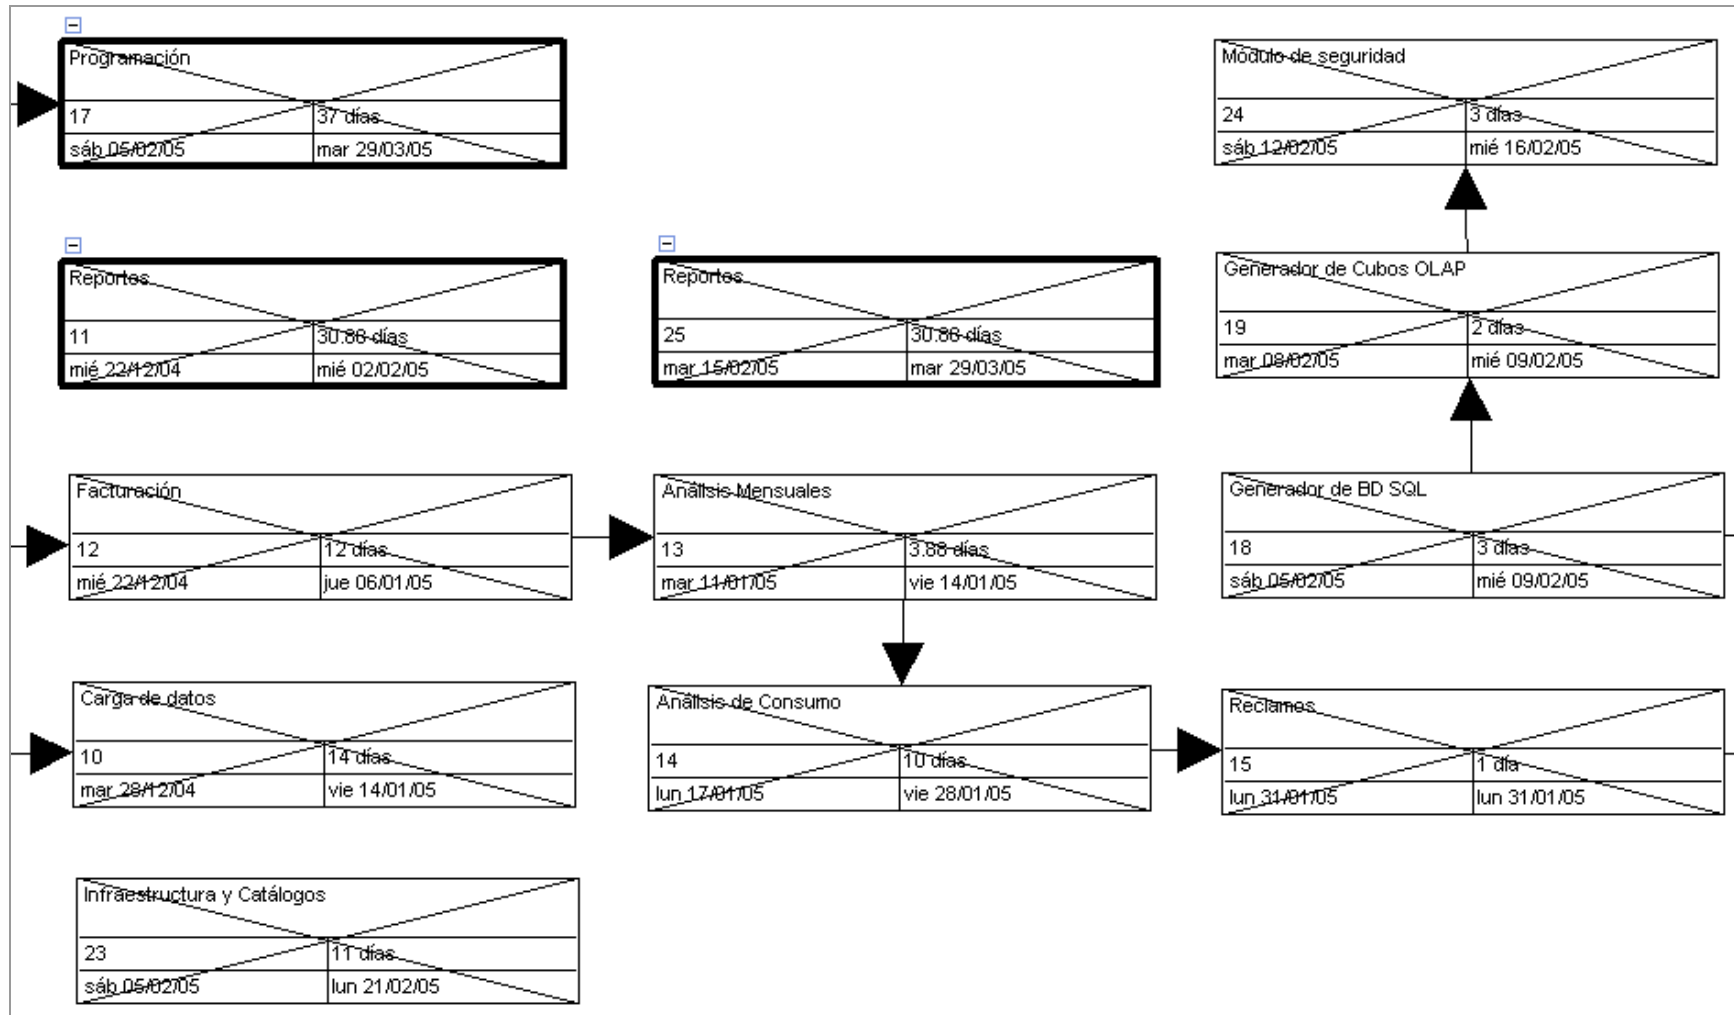 Programación
17 37 días
sáb 05/02/05 mar 29/03/05
Módulo de seguridad
24 3 días
sáb 12/02/05 mié 16/02/05
Reportes
11 30.88 días
mié 22/12/04 mié 02/02/05
Reportes
25 30.88 días
mar 15/02/05 mar 29/03/05
Generador de Cubos OLAP
19 2 días
mar 08/02/05 mié 09/02/05
Facturación
12 12 días
mié 22/12/04 jue 06/01/05
Análisis Mensuales
13 3.88 días
mar 11/01/05 vie 14/01/05
Generador de BD SQL
18 3 días
sáb 05/02/05 mié 09/02/05
Carga de datos
10 14 días
mar 28/12/04 vie 14/01/05
Análisis de Consumo
14 10 días
lun 17/01/05 vie 28/01/05
Reclamos
15 1 día
lun 31/01/05 lun 31/01/05
Infraestructura y Catálogos
23 11 días
sáb 05/02/05 lun 21/02/05